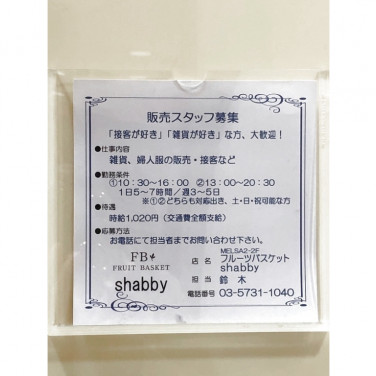 販売スタッフ募集
「接客が好き」「雑貨が好き」な方、大歓迎！
●仕事内容
雑貨、婦人服の販売・接客など
●勤務条件
①10：30～16：00 ②13：00～20：30
1日5～7時間／週3～5日
※①②どちらも対応出来、土・日・祝可能な方
●待遇
時給1,020円（交通費全額支給）
●応募方法
お電話にて担当者までお問い合わせ下さい。
FB+
FRUIT BASKET
shabby
MELSA2-2F
店名 フルーツバスケット
shabby
担当 鈴木
電話番号 03-5731-1040